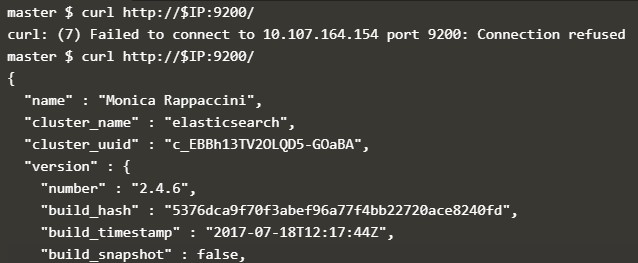 master $ curl http://$IP:9200/
curl: (7) Failed to connect to 10.107.164.154 port 9200: Connection refused
master $ curl http://$IP:9200/
{
"name" : "Monica Rappaccini",
"cluster_name" : "elasticsearch",
"cluster_uuid" : "c_EBBh13TV2OLQD5-GOaBA",
"version" : {
"number" : "2.4.6",
"build_hash" : "5376dca9f70f3abef96a77f4bb22720ace8240fd",
"build_timestamp" : "2017-07-18T12:17:44Z",
"build_snapshot" : false,